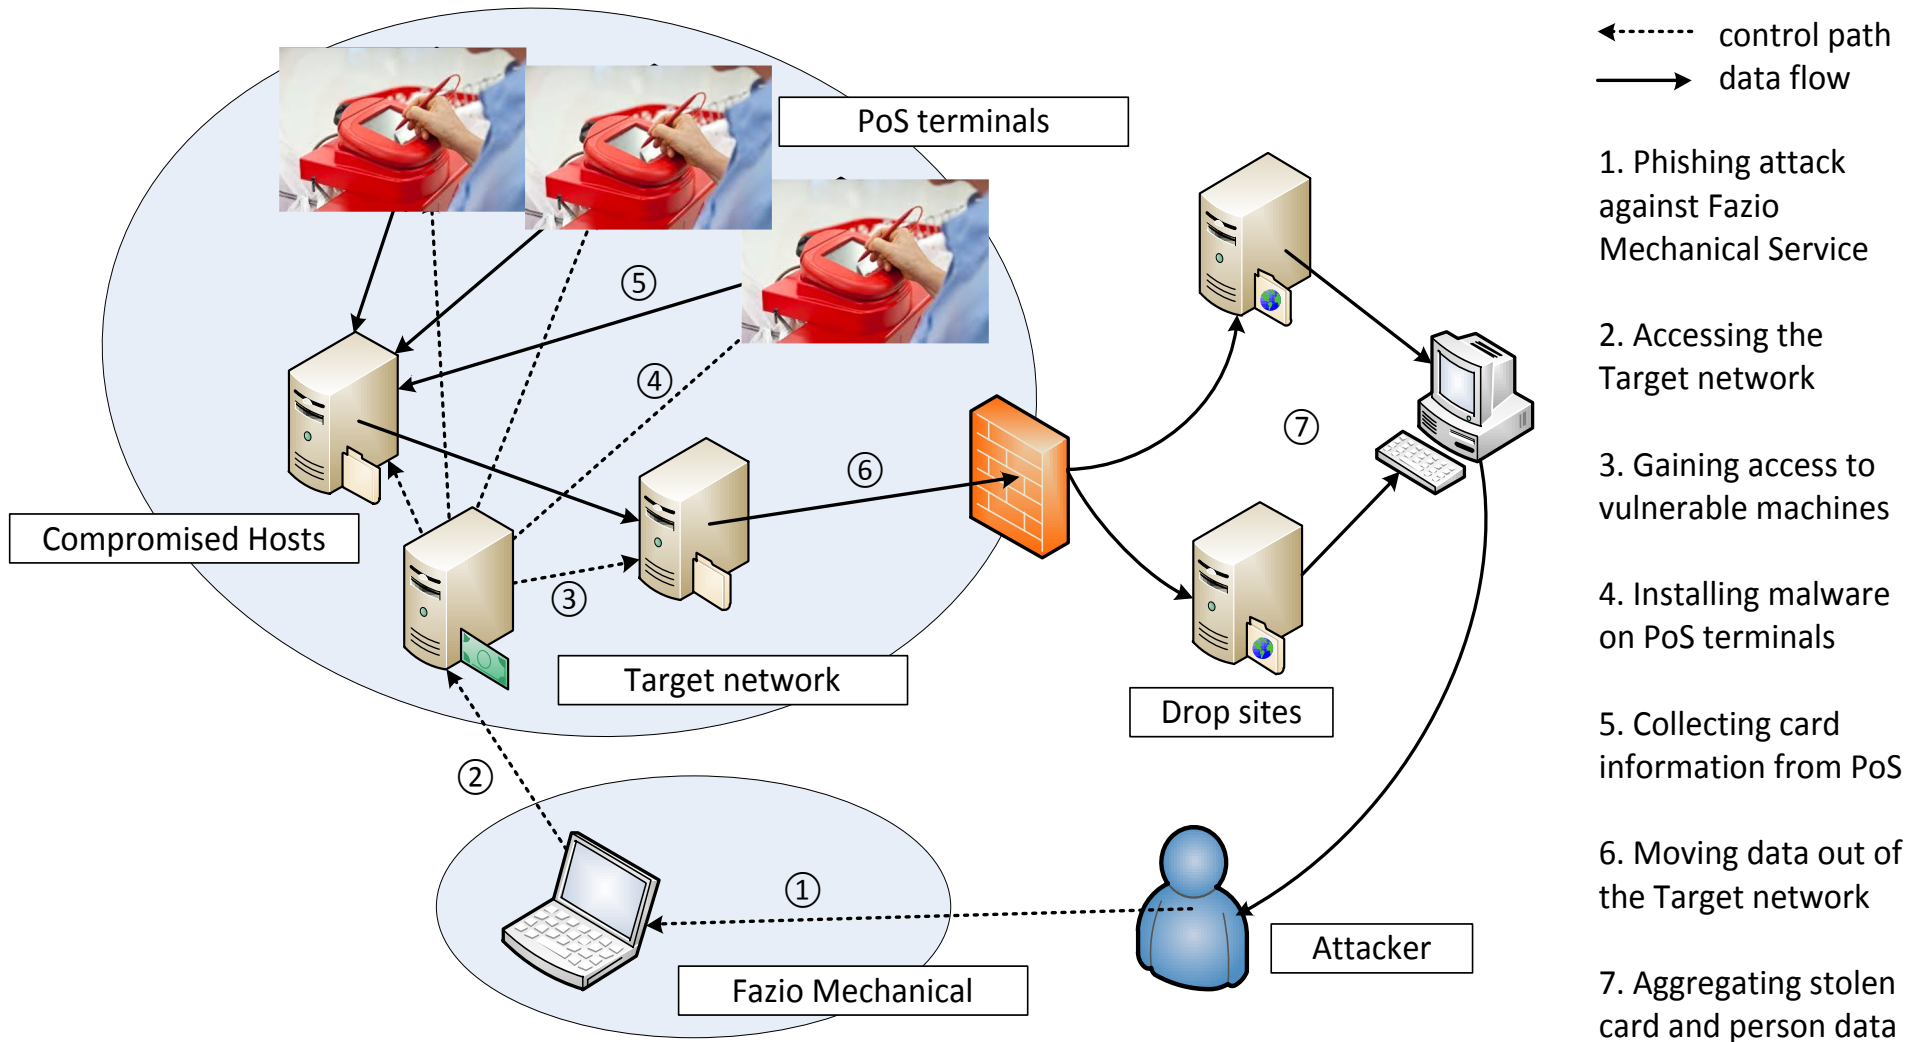 control path
data flow
PoS terminals
1. Phishing attack
against Fazio
Mechanical Service
⑤
2. Accessing the
Target network
④
⑦
⑥
3. Gaining access to
vulnerable machines
Compromised Hosts
③
4. Installing malware
on PoS terminals
Target network
Drop sites
5. Collecting card
information from PoS
②
6. Moving data out of
the Target network
①
Attacker
Fazio Mechanical
7. Aggregating stolen
card and person data